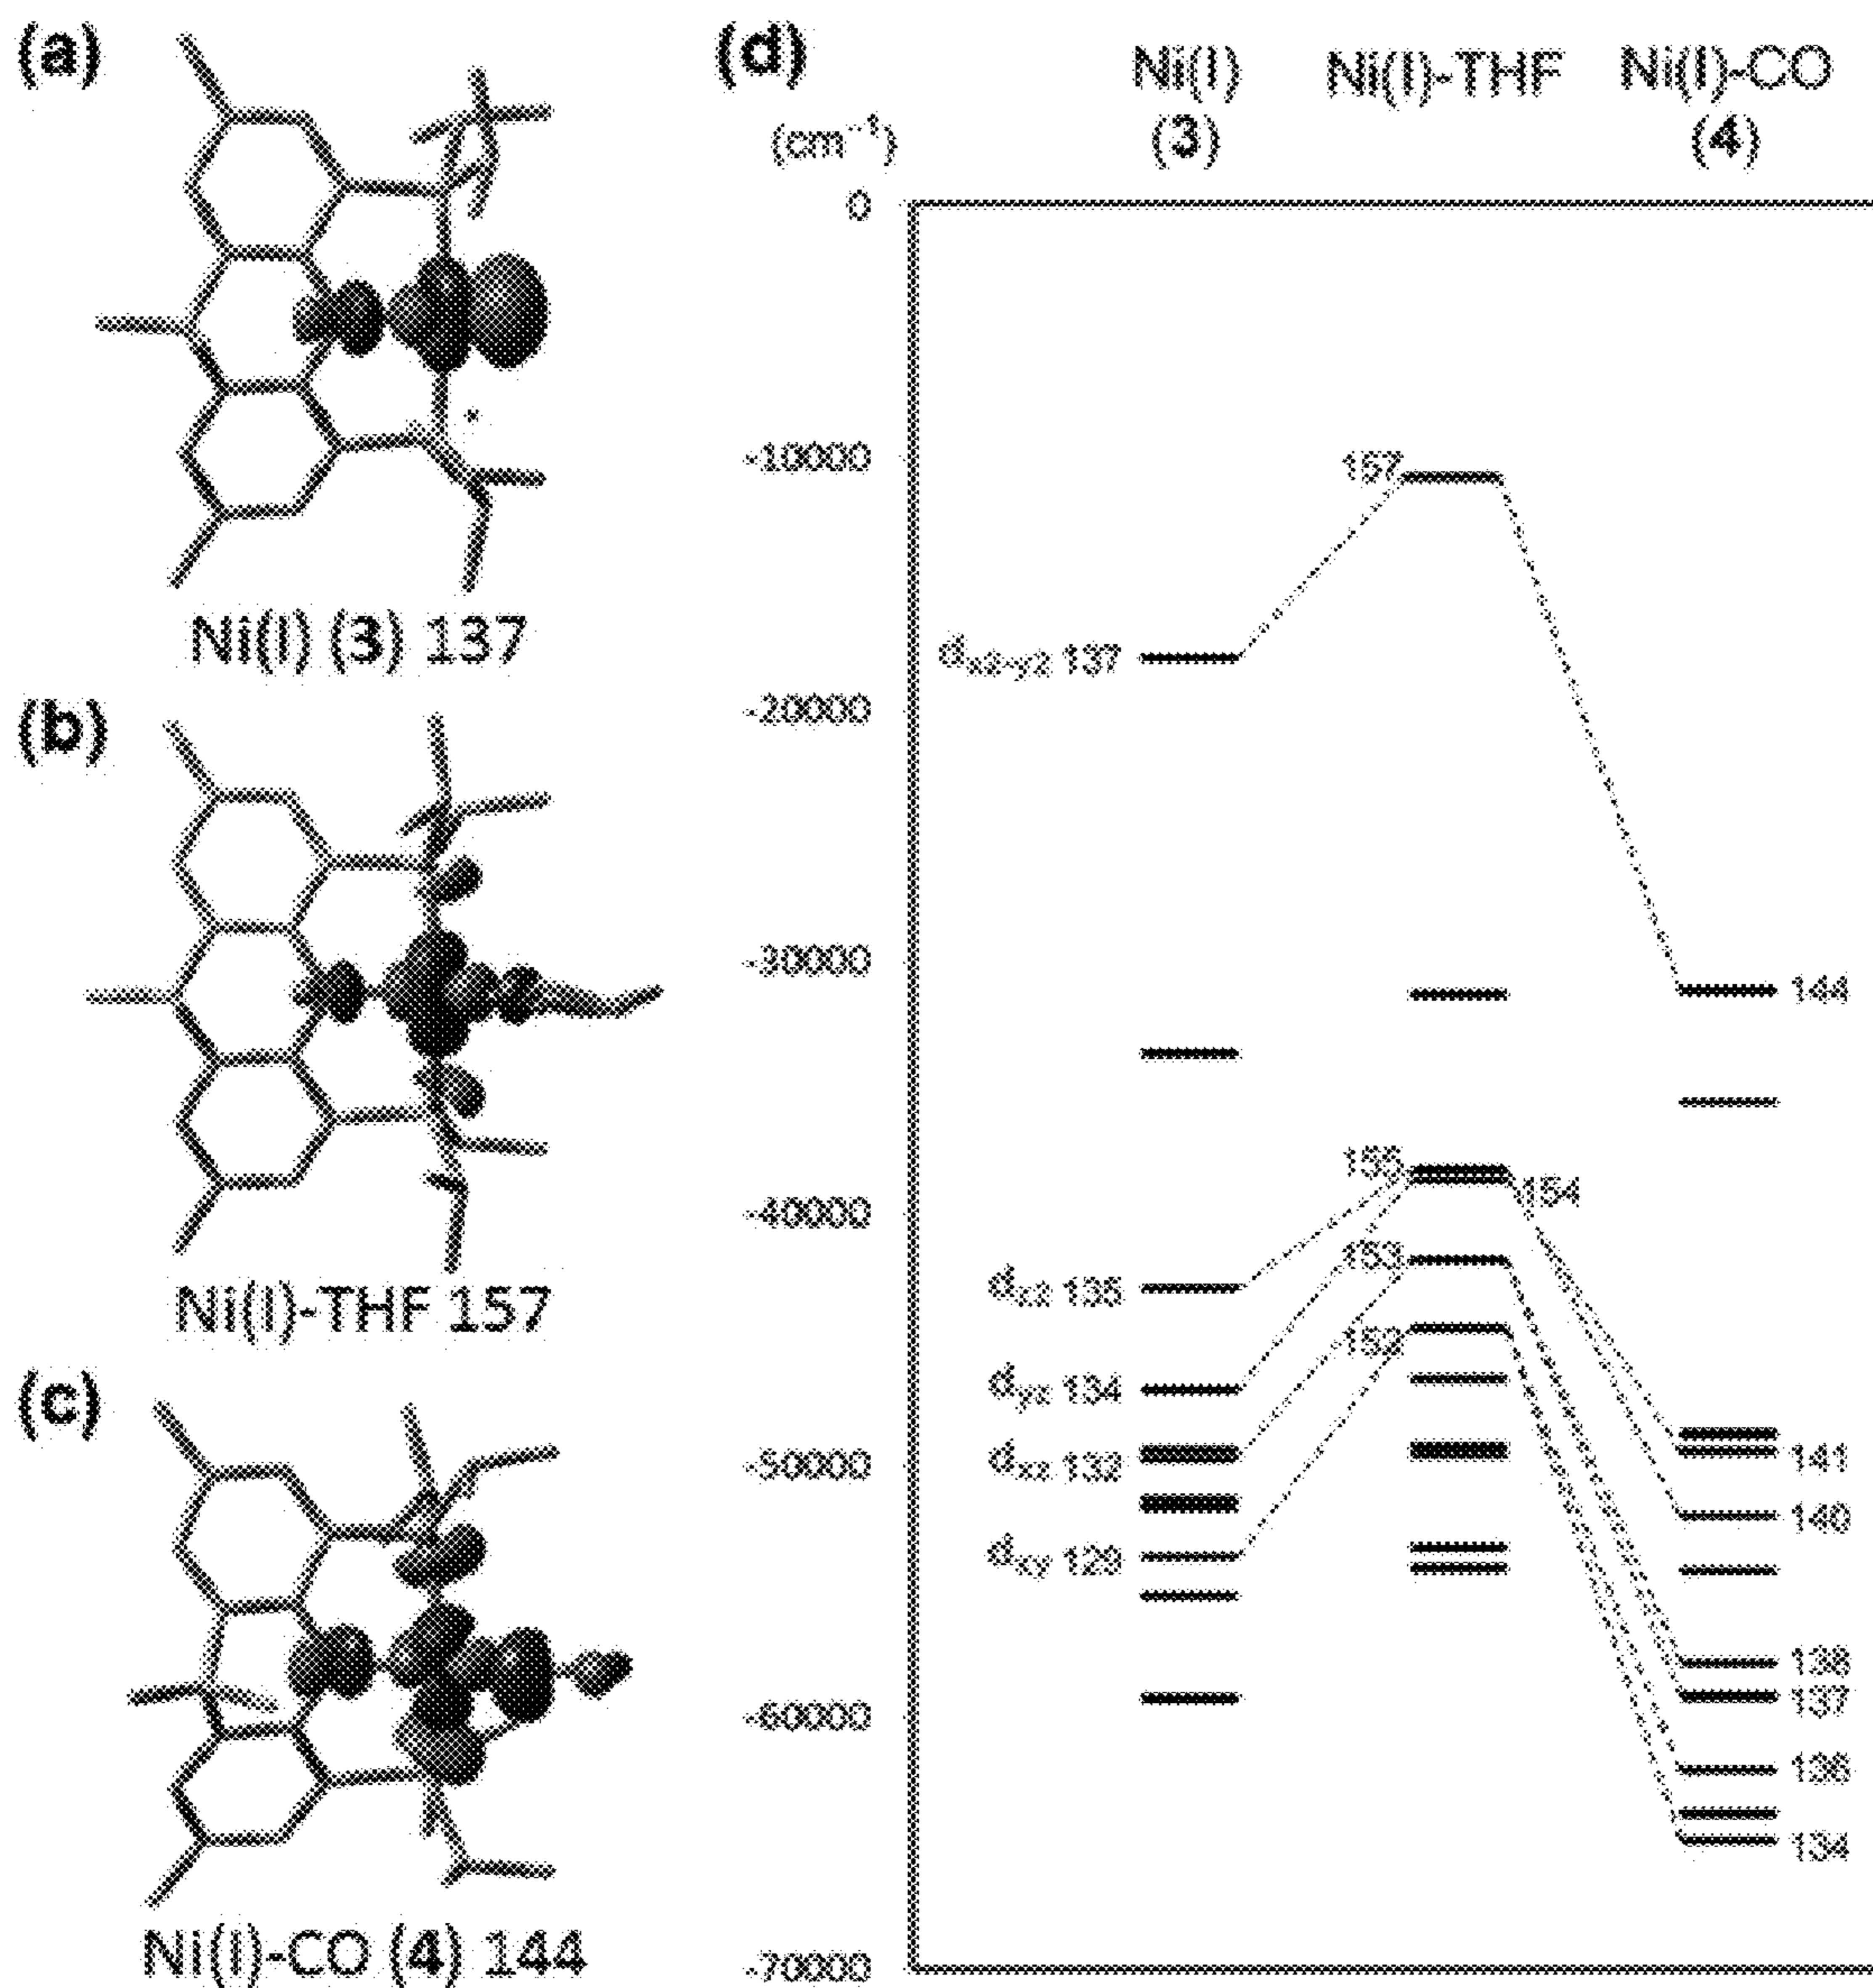 (a)
Ni(I) (3) 137
(b)
Ni(I)-THF 157
(c)
Ni(I)-CO (4) 144
(d)
Ni(I) Ni(I)-THF Ni(I)-CO
(cm⁻¹) (3) (4)
0
-10000
157
dx2-y2 137
-20000
-30000
144
155
154
-40000
153
dz2 135
152
dyz 134
-50000
dxz 132
141
140
dxy 129
138
137
-60000
136
134
-70000